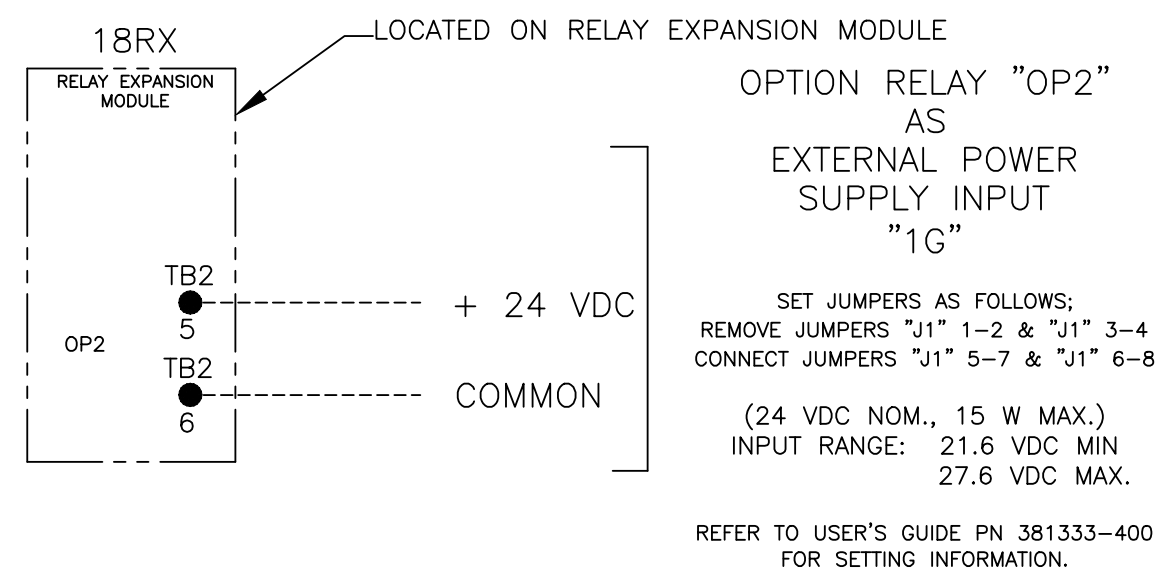 18RX
LOCATED ON RELAY EXPANSION MODULE
RELAY EXPANSION
MODULE
TB2
5
OP2
TB2
6
+ 24 VDC
COMMON
OPTION RELAY "OP2"
AS
EXTERNAL POWER
SUPPLY INPUT
"1G"
SET JUMPERS AS FOLLOWS;
REMOVE JUMPERS "J1" 1-2 & "J1" 3-4
CONNECT JUMPERS "J1" 5-7 & "J1" 6-8
(24 VDC NOM., 15 W MAX.)
INPUT RANGE: 21.6 VDC MIN
27.6 VDC MAX.
REFER TO USER'S GUIDE PN 381333-400
FOR SETTING INFORMATION.